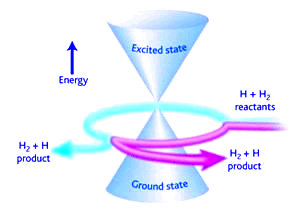 Excited state
Energy
H + H₂
reactants
H₂ + H
product
H₂ + H
product
Ground state